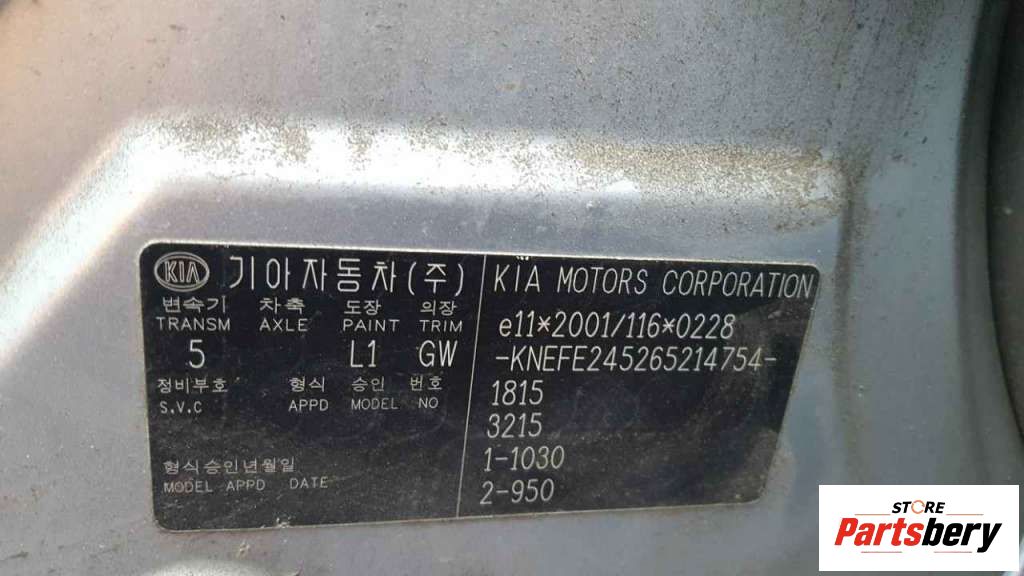 KIA 기아자동차(주)
변속기 차축 도장 의장
TRANSM AXLE PAINT TRIM
5 L1 GW
정비부호 형식 승인 번호
S.V.C APPD MODEL NO
형식승인년월일
MODEL APPD DATE
KIA MOTORS CORPORATION
e11*2001/116*0228
-KNEFE245265214754-
1815
3215
1-1030
2-950
STORE
Partsbery